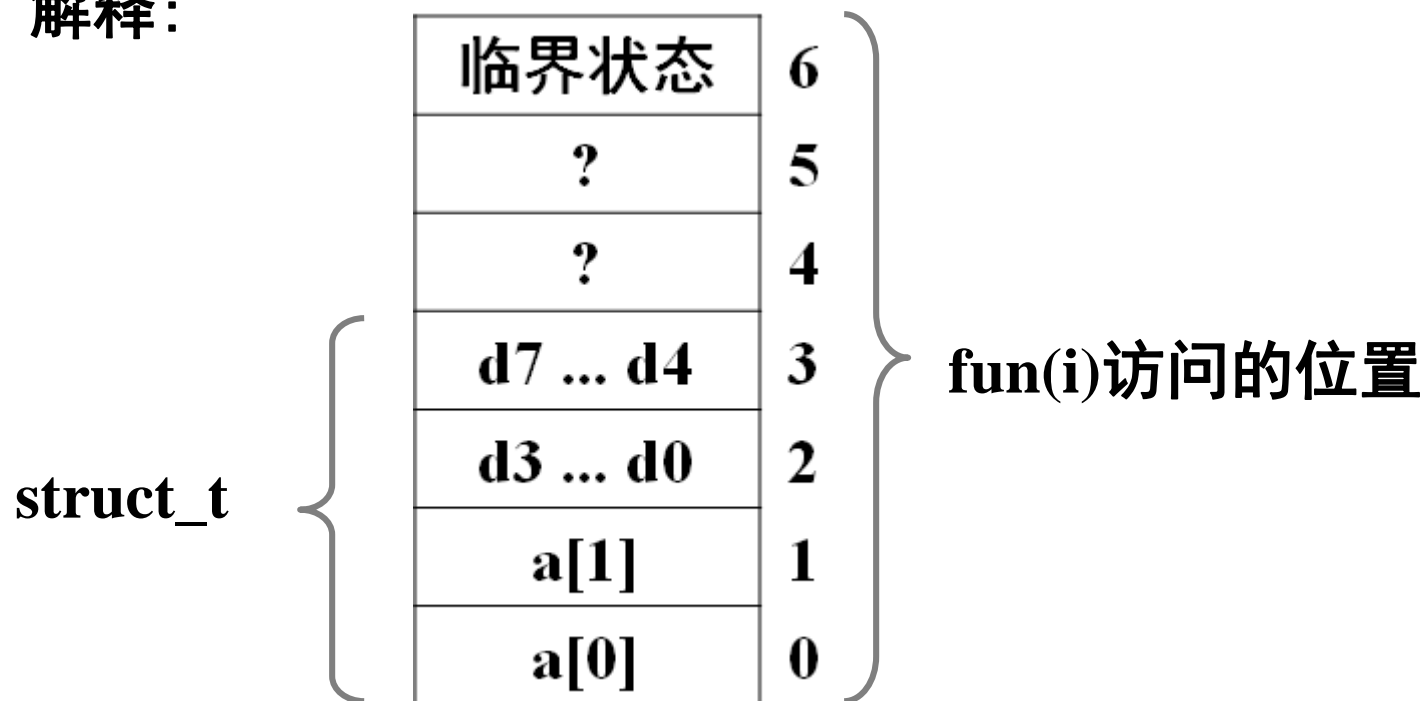 解释:
临界状态 6
? 5
? 4
d7 ... d4 3
fun(i)访问的位置
d3 ... d0 2
struct_t
a[1] 1
a[0] 0